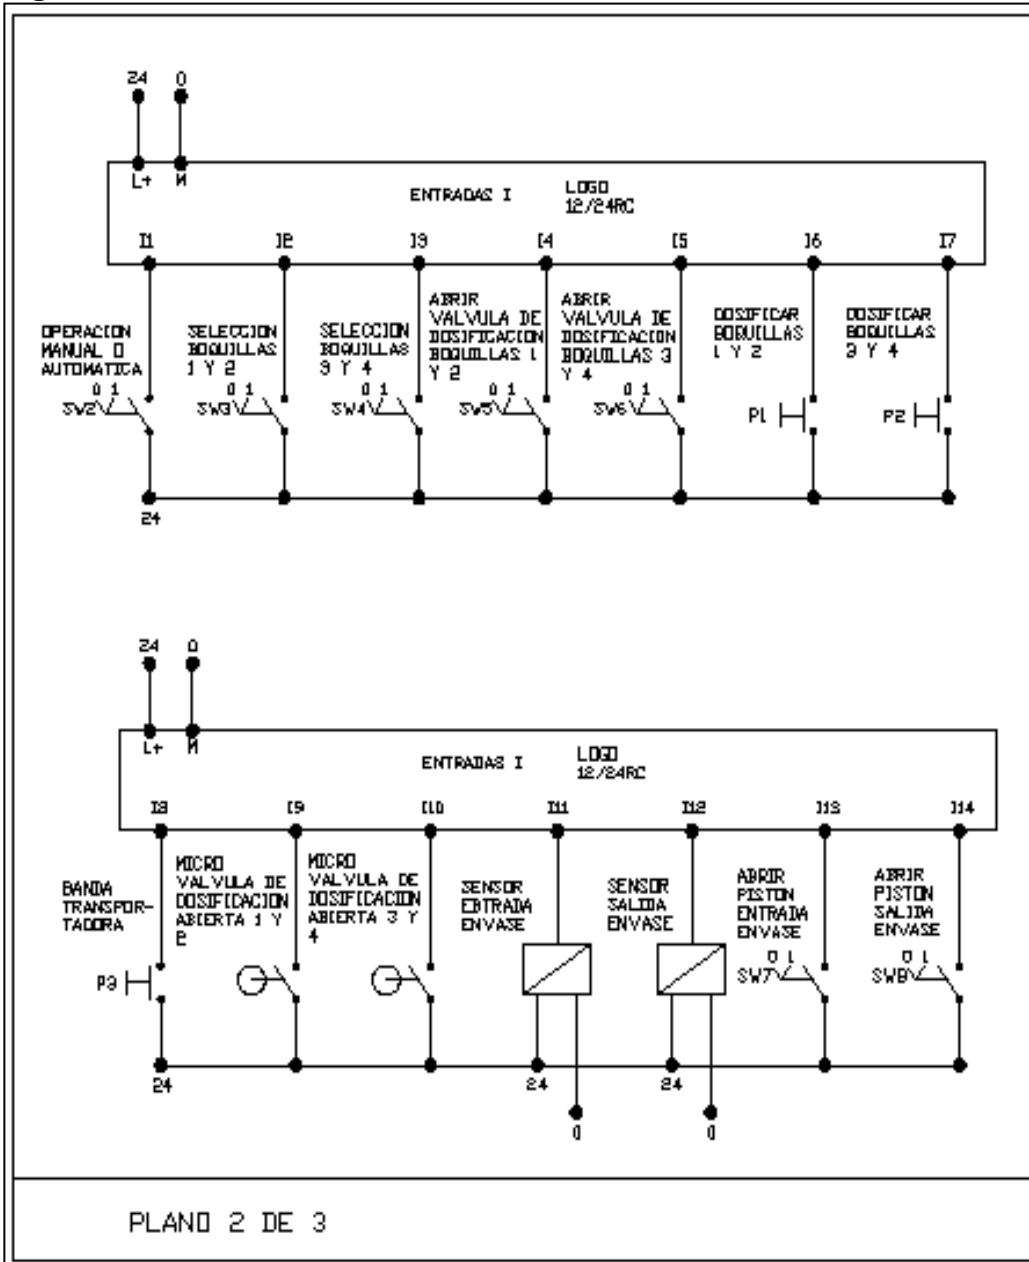 24 0
L+ M
ENTRADAS I
LOGO
12/24RC
I1 I2 I3 I4 I5 I6 I7
OPERACION
MANUAL O
AUTOMATICA
0 1
SW2
SELECCION
BOQUILLAS
1 Y 2
0 1
SW3
SELECCION
BOQUILLAS
3 Y 4
0 1
SW4
ABRIR
VALVULA DE
DOSIFICACION
BOQUILLAS 1
Y 2
0 1
SW5
ABRIR
VALVULA DE
DOSIFICACION
BOQUILLAS 3
Y 4
0 1
SW6
DOSIFICAR
BOQUILLAS
1 Y 2
P1
DOSIFICAR
BOQUILLAS
3 Y 4
P2
24
24 0
L+ M
ENTRADAS I
LOGO
12/24RC
I8 I9 I10 I11 I12 I13 I14
BANDA
TRANSPOR-
TADORA
P3
MICRO
VALVULA DE
DOSIFICACION
ABIERTA 1 Y
2
MICRO
VALVULA DE
DOSIFICACION
ABIERTA 3 Y
4
SENSOR
EBTRADA
ENVASE
SENSOR
SALIDA
ENVASE
ABRIR
PISTON
ENTRADA
ENVASE
0 1
SW7
ABRIR
PISTON
SALIDA
ENVASE
0 1
SW8
24 24 24
0 0
PLANO 2 DE 3